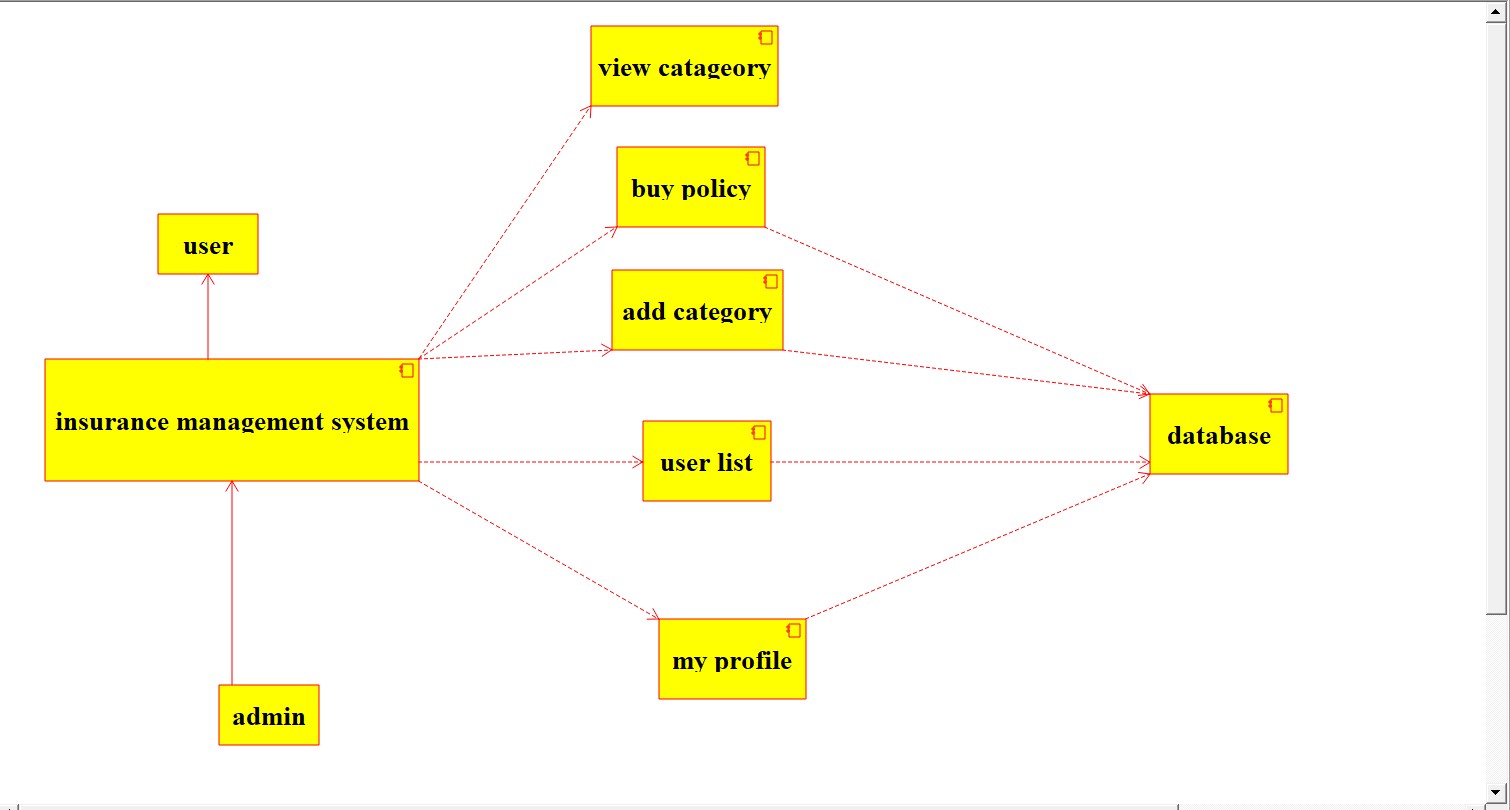 view catageory
buy policy
user
add category
insurance management system
database
user list
my profile
admin